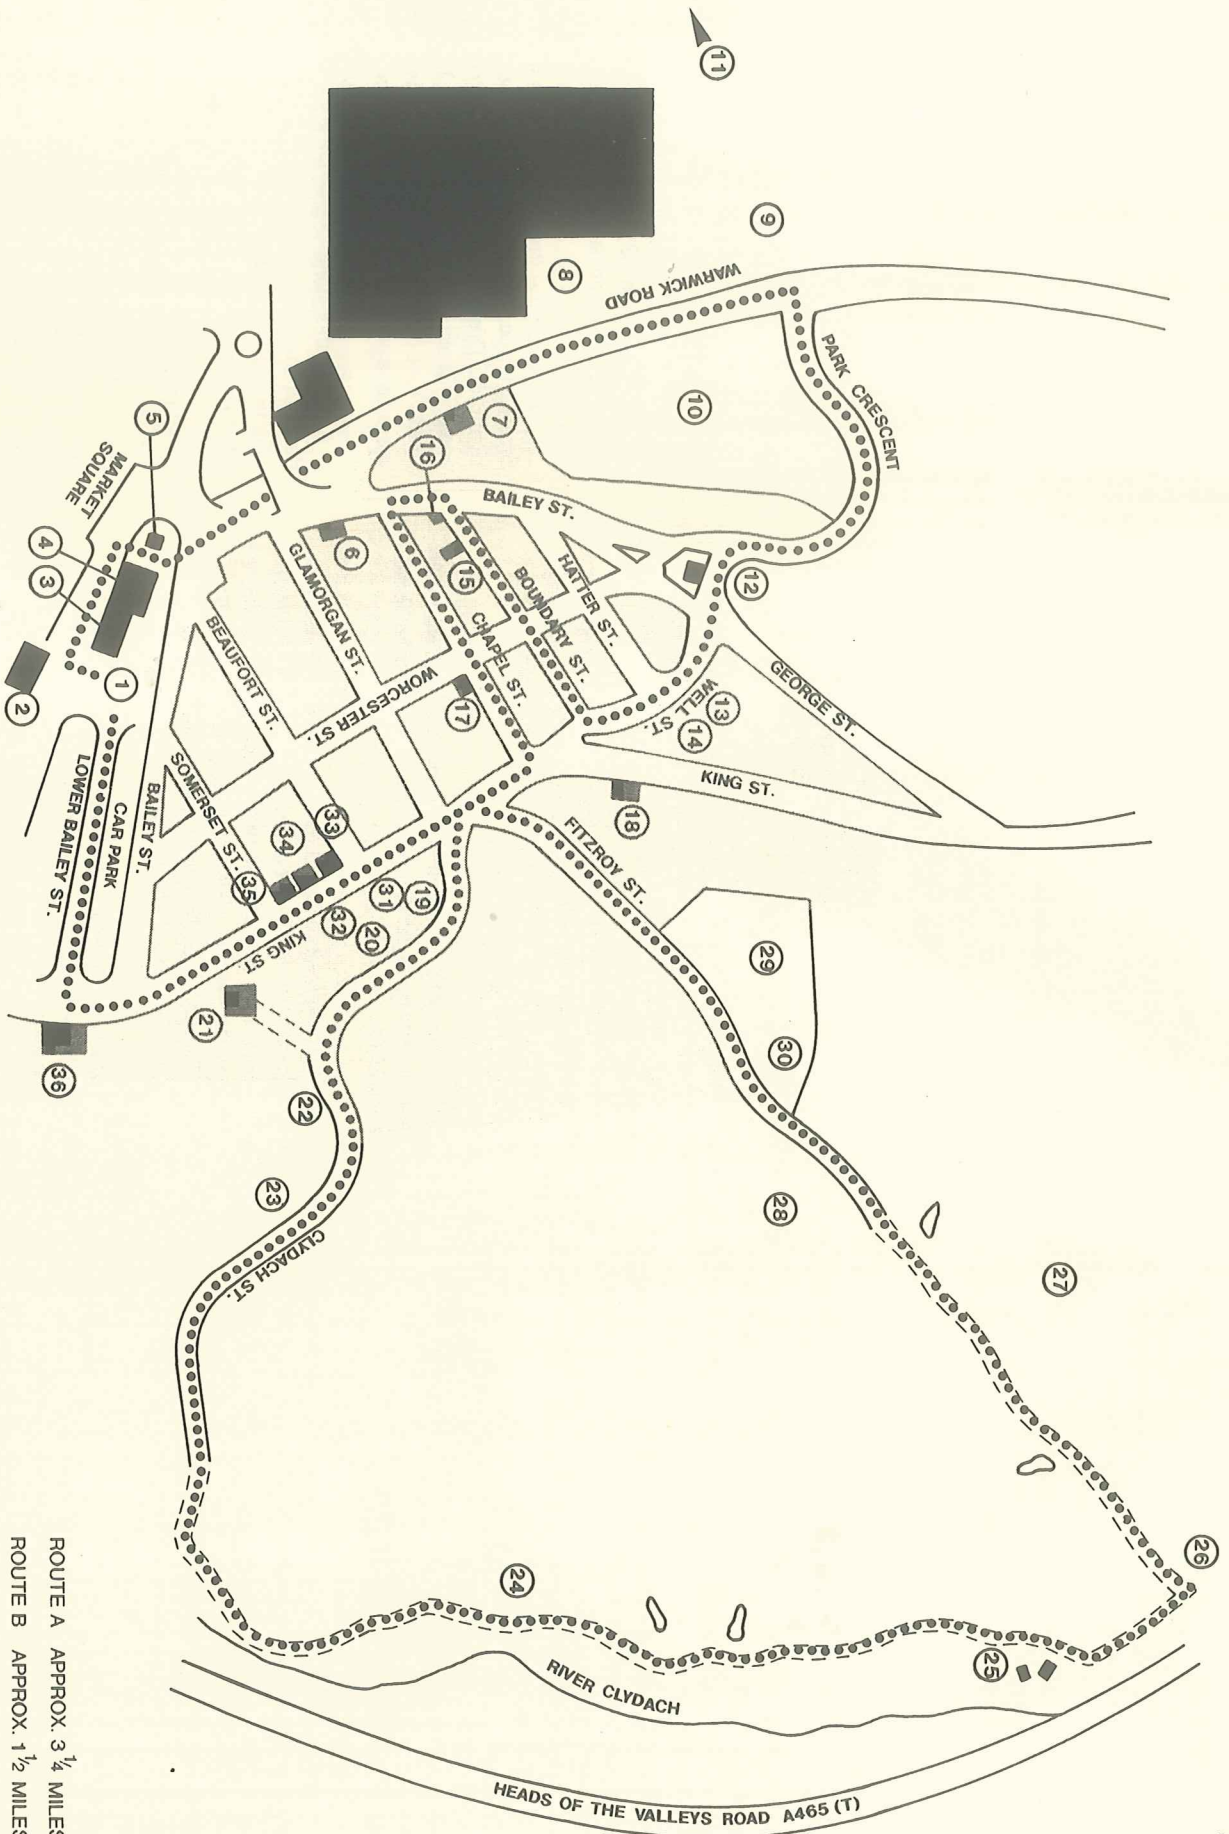 11
9
8
WARWICK ROAD
PARK CRESCENT
10
7
16
5
MARKET
SQUARE
BAILEY ST.
6
15
GLAMORGAN ST.
BOUNDARY ST.
HATTER ST.
12
4
3
CHAPEL ST.
BEAUFORT ST.
WORCESTER ST.
GEORGE ST.
1
2
17
WELL ST.
13
14
KING ST.
18
LOWER BAILEY ST.
CAR PARK
BAILEY ST.
SOMERSET ST.
33
34
35
FITZROY ST.
31
19
32
20
KING ST.
29
21
30
36
22
23
CLYDACH ST.
28
27
26
24
25
RIVER CLYDACH
HEADS OF THE VALLEYS ROAD A465 (T)
ROUTE A APPROX. 3 1/4 MILES
ROUTE B APPROX. 1 1/2 MILES